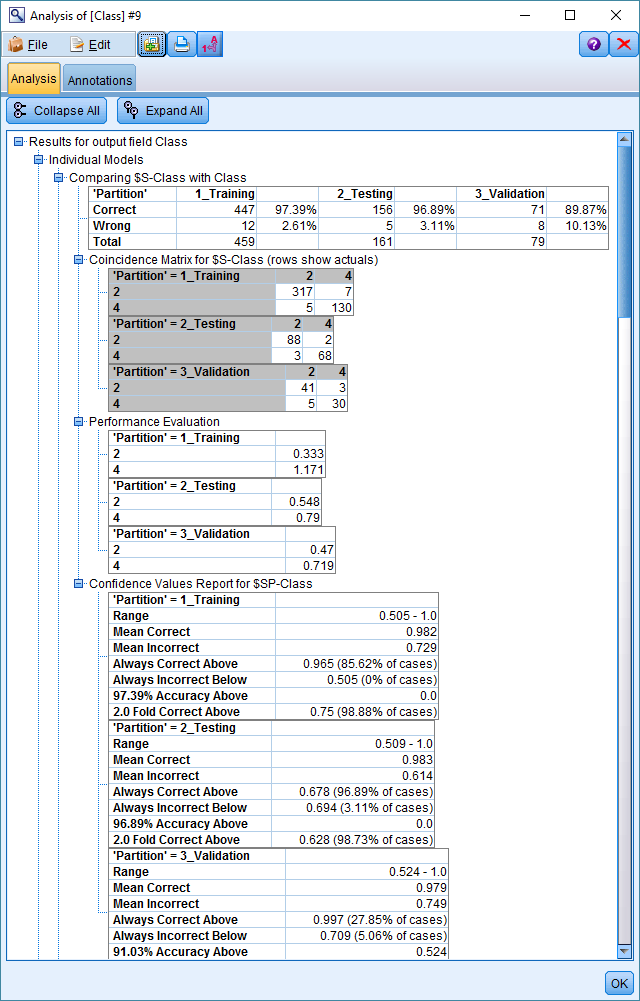 Analysis of [Class] #9
File Edit
Analysis Annotations
Collapse All Expand All
Results for output field Class
Individual Models
Comparing $S-Class with Class
'Partition' 1_Training 2_Testing 3_Validation
Correct 447 97.39% 156 96.89% 71 89.87%
Wrong 12 2.61% 5 3.11% 8 10.13%
Total 459 161 79
Coincidence Matrix for $S-Class (rows show actuals)
'Partition' = 1_Training 2 4
2 317 7
4 5 130
'Partition' = 2_Testing 2 4
2 88 2
4 3 68
'Partition' = 3_Validation 2 4
2 41 3
4 5 30
Performance Evaluation
'Partition' = 1_Training
2 0.333
4 1.171
'Partition' = 2_Testing
2 0.548
4 0.79
'Partition' = 3_Validation
2 0.47
4 0.719
Confidence Values Report for $SP-Class
'Partition' = 1_Training
Range 0.505 - 1.0
Mean Correct 0.982
Mean Incorrect 0.729
Always Correct Above 0.965 (85.62% of cases)
Always Incorrect Below 0.505 (0% of cases)
97.39% Accuracy Above 0.0
2.0 Fold Correct Above 0.75 (98.88% of cases)
'Partition' = 2_Testing
Range 0.509 - 1.0
Mean Correct 0.983
Mean Incorrect 0.614
Always Correct Above 0.678 (96.89% of cases)
Always Incorrect Below 0.694 (3.11% of cases)
96.89% Accuracy Above 0.0
2.0 Fold Correct Above 0.628 (98.73% of cases)
'Partition' = 3_Validation
Range 0.524 - 1.0
Mean Correct 0.979
Mean Incorrect 0.749
Always Correct Above 0.997 (27.85% of cases)
Always Incorrect Below 0.709 (5.06% of cases)
91.03% Accuracy Above 0.524
OK